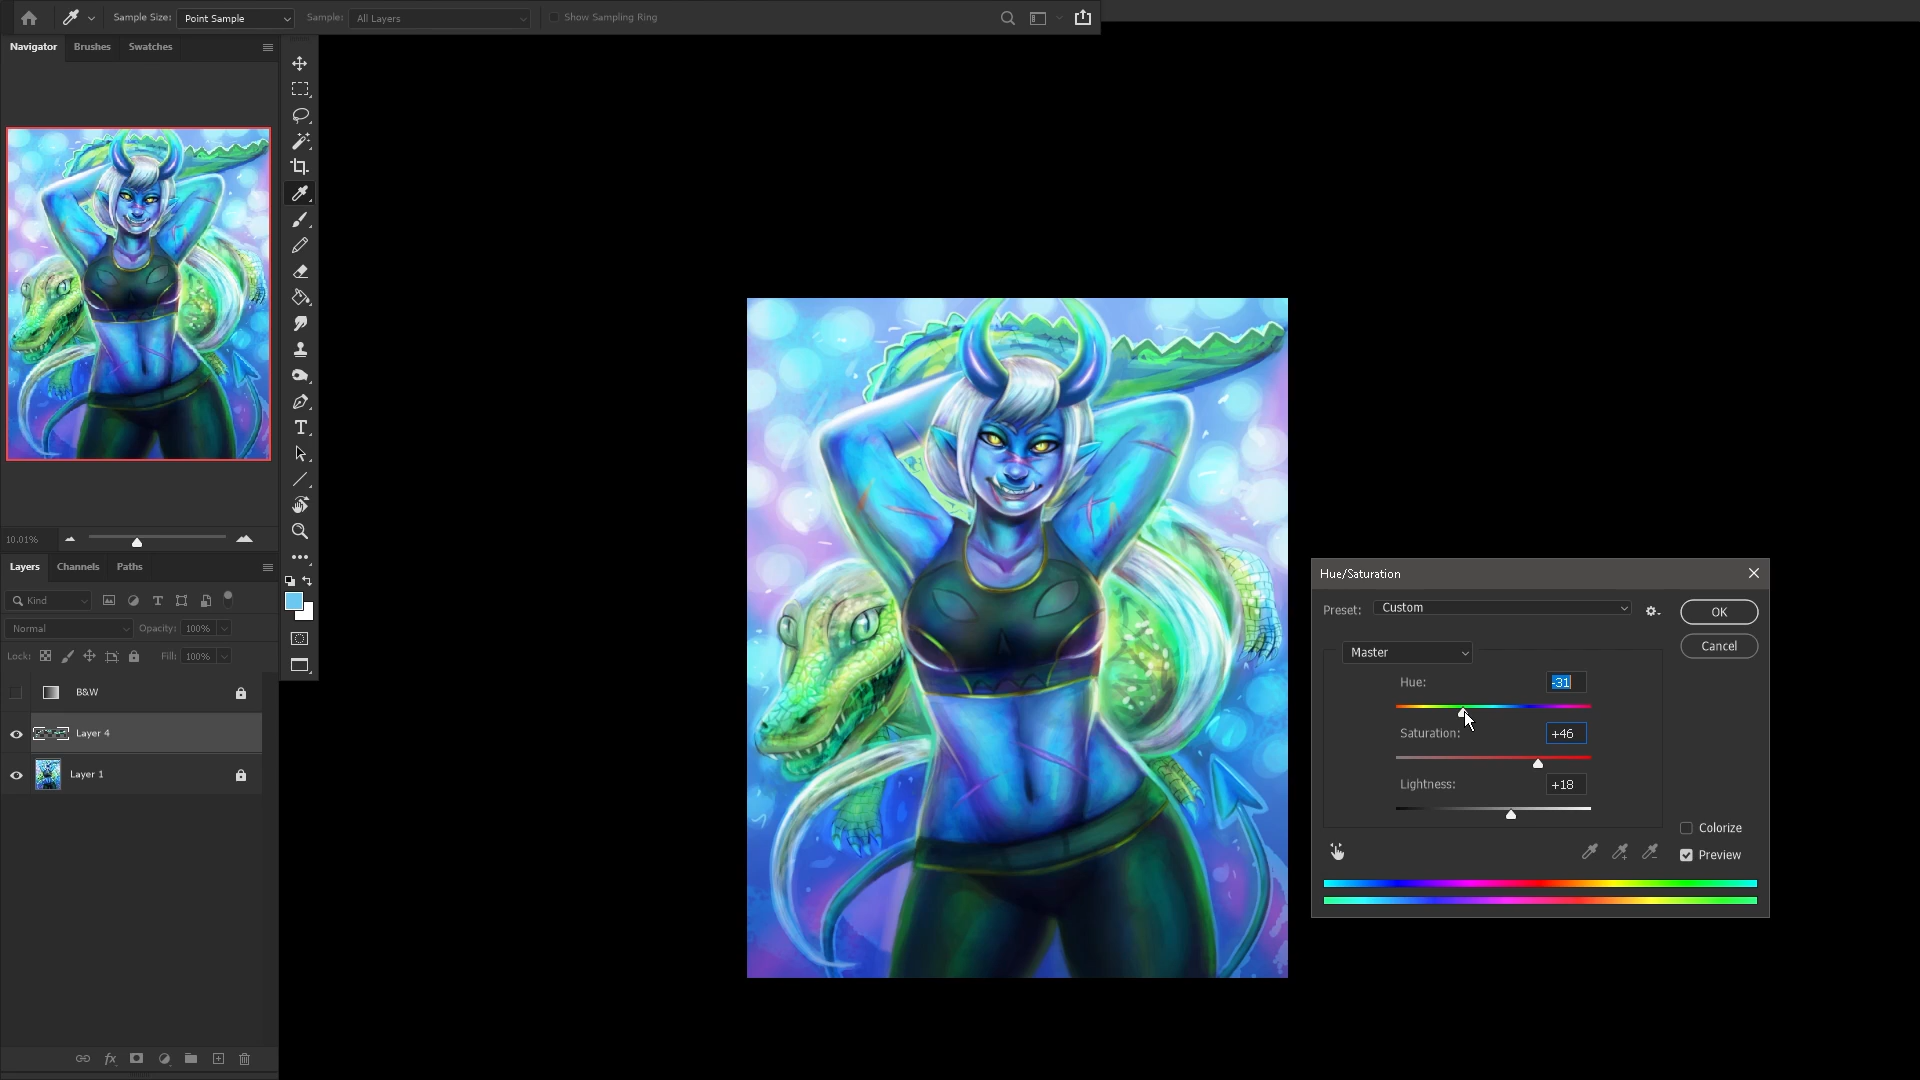 Sample Size: Point Sample Sample: All Layers Show Sampling Ring
Navigator Brushes Swatches
10.01%
Layers Channels Paths
Kind
Normal Opacity: 100%
Lock: Fill: 100%
B&W
Layer 4
Layer 1
Hue/Saturation
Preset: Custom
OK
Cancel
Master
Hue: -31
Saturation: +46
Lightness: +18
Colorize
Preview